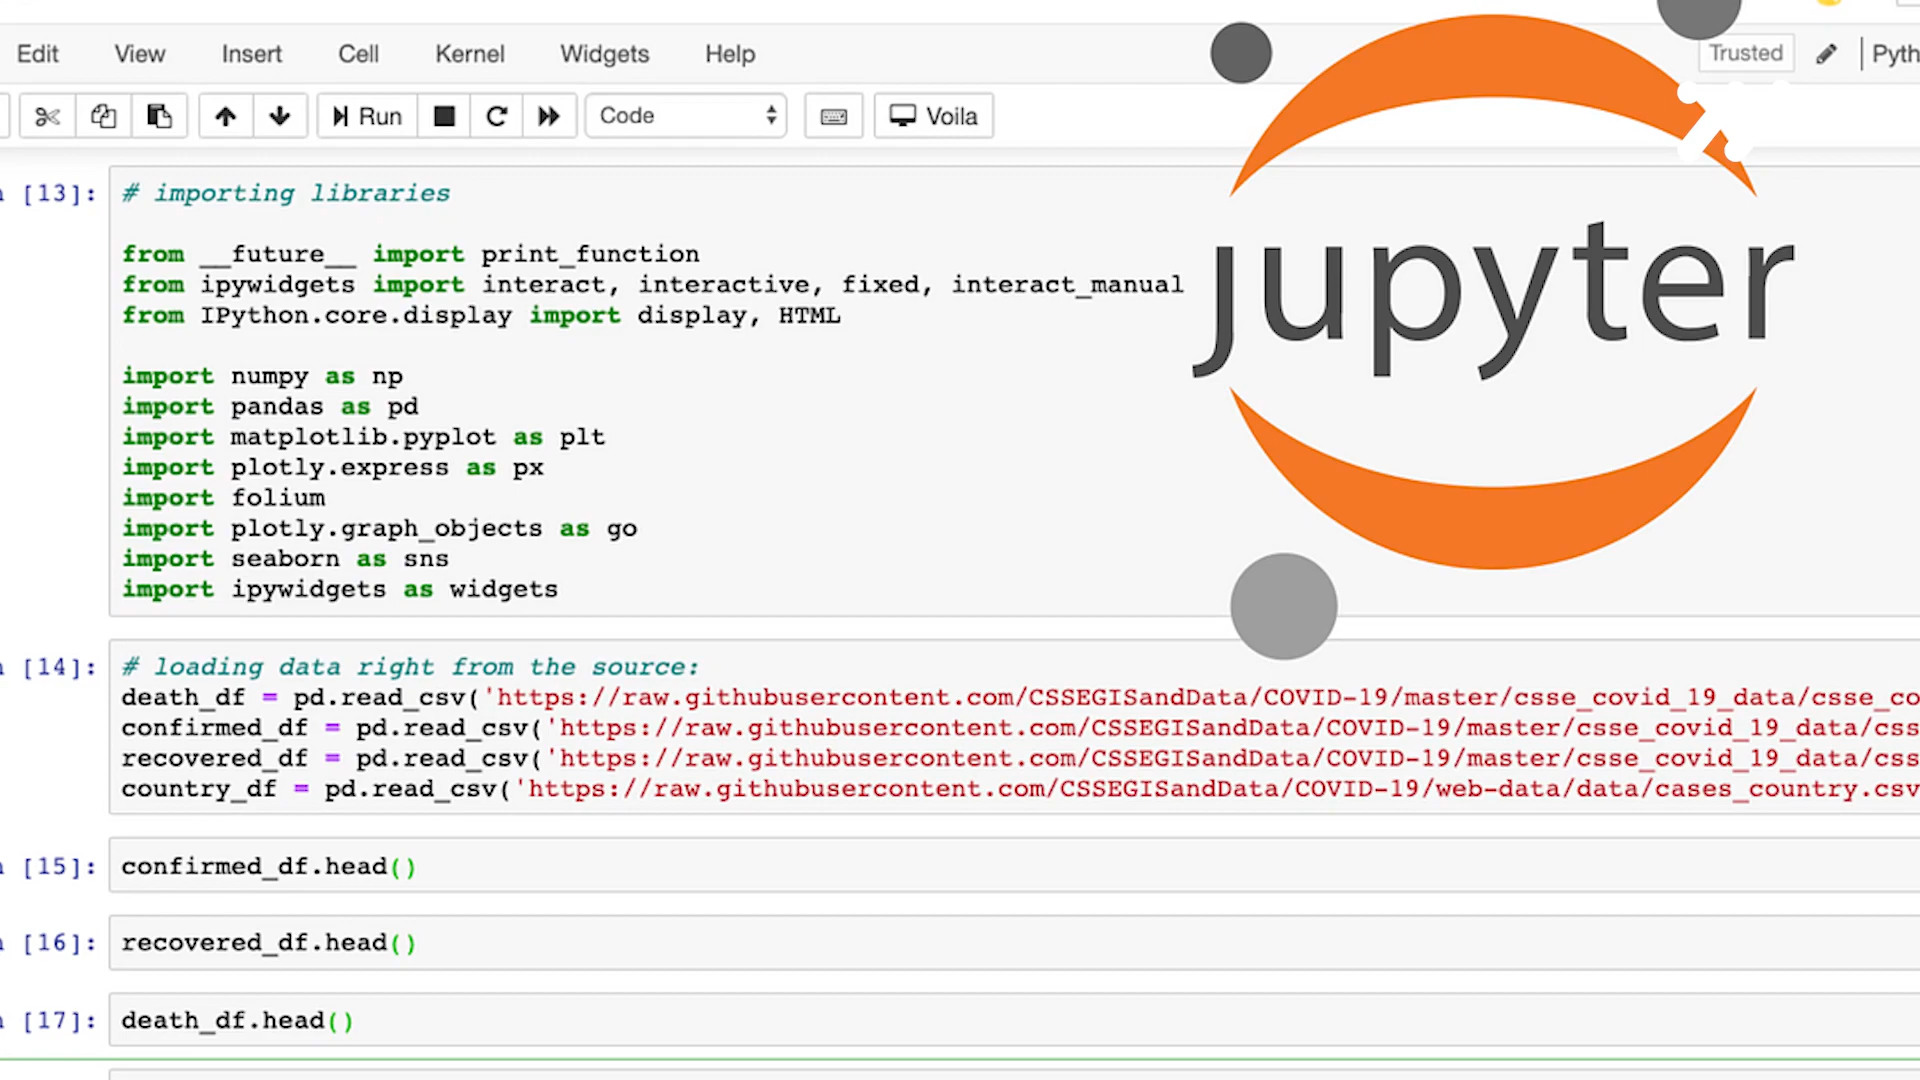 Edit View Insert Cell Kernel Widgets Help Trusted
Run Code Voila
[13]: # importing libraries
from __future__ import print_function
from ipywidgets import interact, interactive, fixed, interact_manual
from IPython.core.display import display, HTML
import numpy as np
import pandas as pd
import matplotlib.pyplot as plt
import plotly.express as px
import folium
import plotly.graph_objects as go
import seaborn as sns
import ipywidgets as widgets
jupyter
[14]: # loading data right from the source:
death_df = pd.read_csv('https://raw.githubusercontent.com/CSSEGISandData/COVID-19/master/csse_covid_19_data/csse_co
confirmed_df = pd.read_csv('https://raw.githubusercontent.com/CSSEGISandData/COVID-19/master/csse_covid_19_data/css
recovered_df = pd.read_csv('https://raw.githubusercontent.com/CSSEGISandData/COVID-19/master/csse_covid_19_data/css
country_df = pd.read_csv('https://raw.githubusercontent.com/CSSEGISandData/COVID-19/web-data/data/cases_country.csv
[15]: confirmed_df.head()
[16]: recovered_df.head()
[17]: death_df.head()